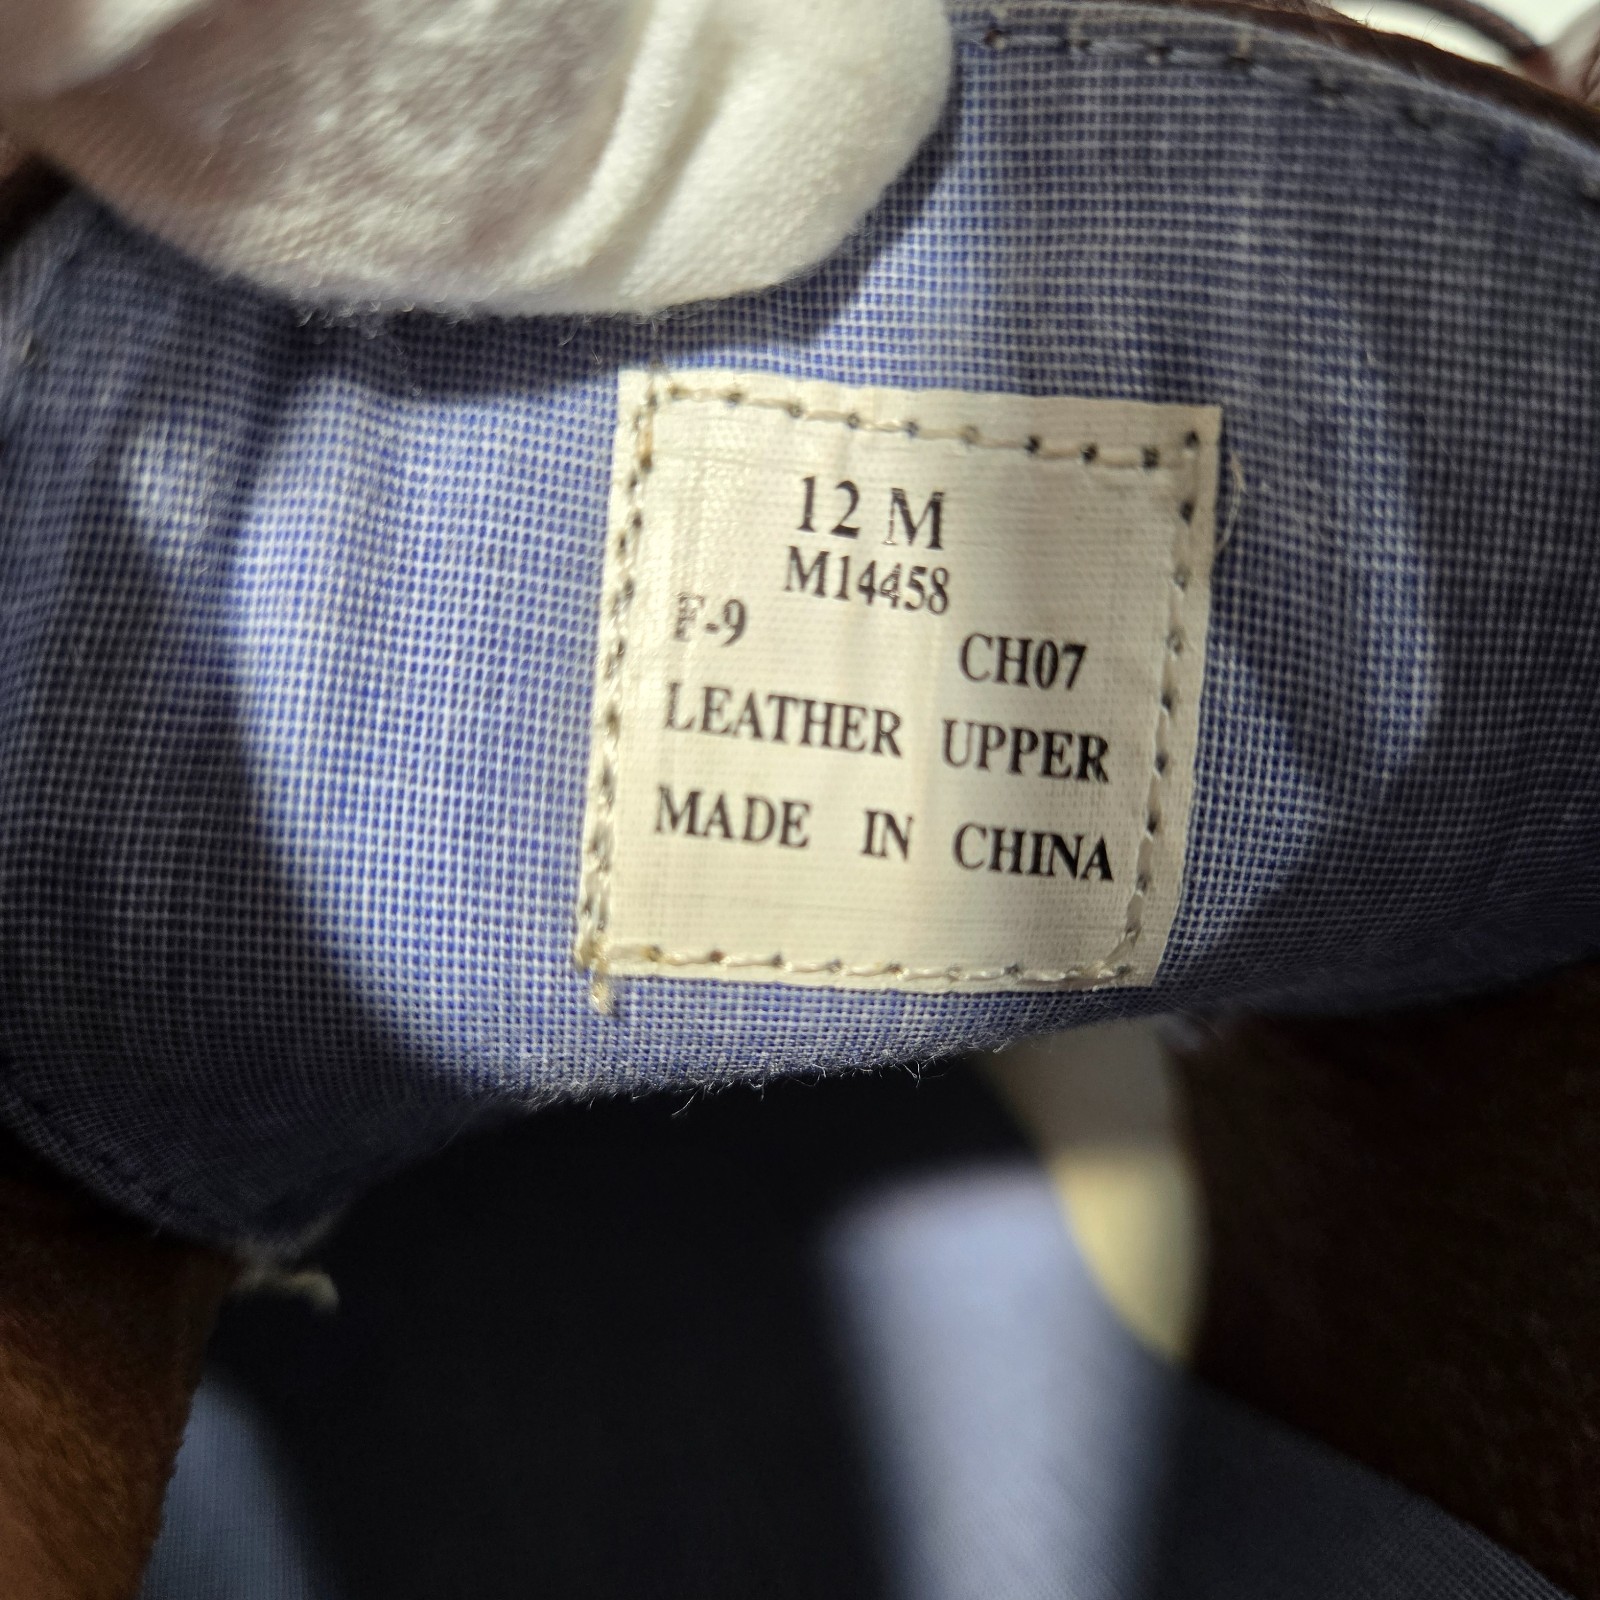 12 M
M14458
F-9
CH07
LEATHER UPPER
MADE IN CHINA